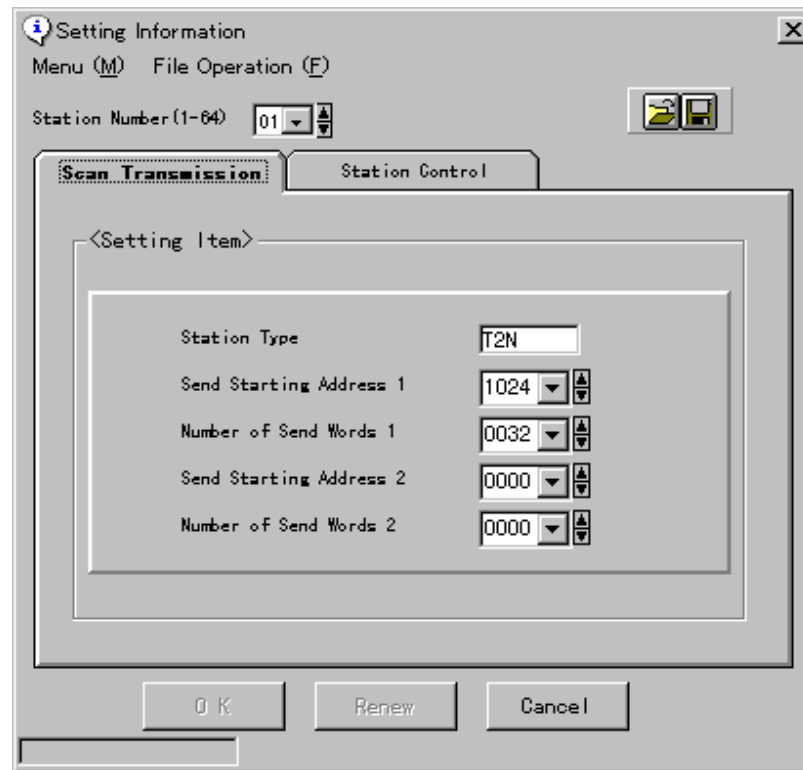 Setting Information
Menu (M) File Operation (F)
Station Number(1-64) 01
Scan Transmission Station Control
<Setting Item>
Station Type T2N
Send Starting Address 1 1024
Number of Send Words 1 0032
Send Starting Address 2 0000
Number of Send Words 2 0000
O K Renew Cancel